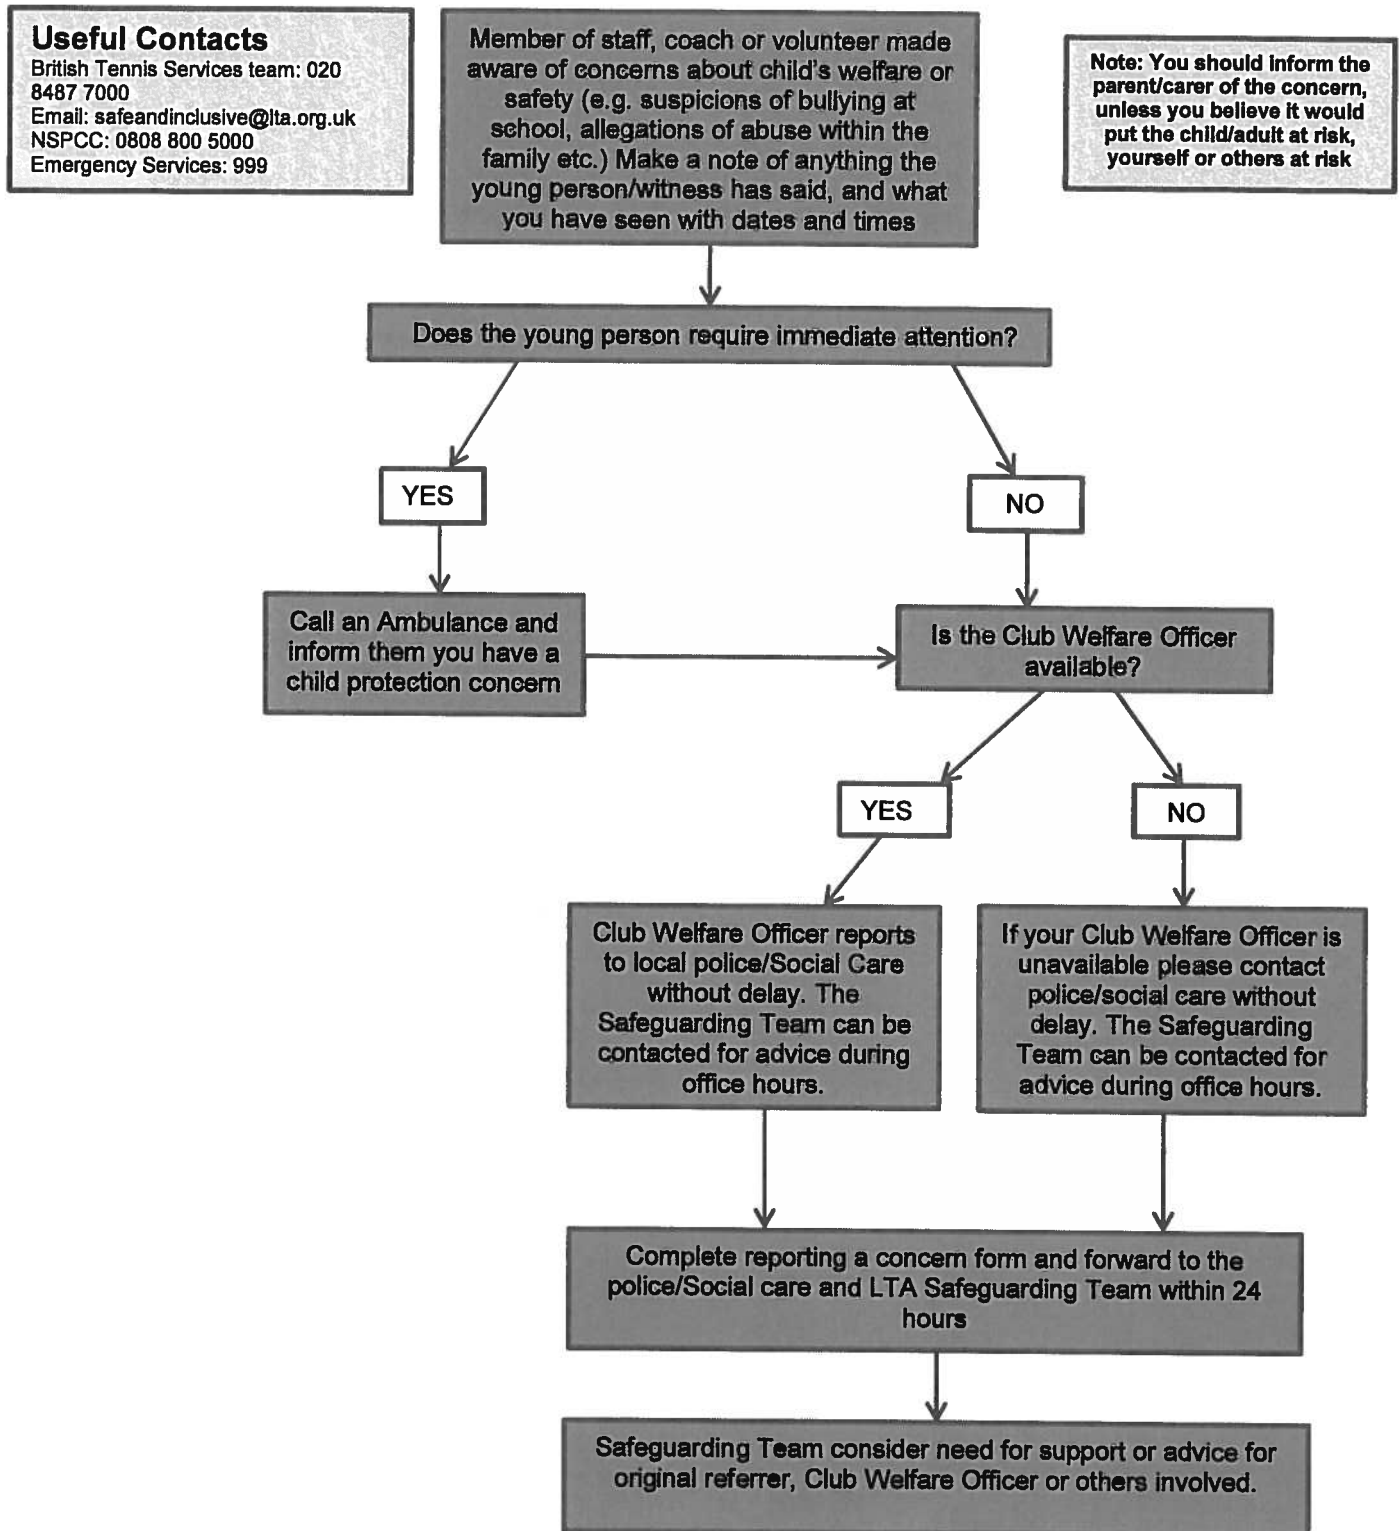 Useful Contacts
British Tennis Services team: 020
8487 7000
Email: safeandinclusive@lta.org.uk
NSPCC: 0808 800 5000
Emergency Services: 999
Member of staff, coach or volunteer made
aware of concerns about child's welfare or
safety (e.g. suspicions of bullying at
school, allegations of abuse within the
family etc.) Make a note of anything the
young person/witness has said, and what
you have seen with dates and times
Note: You should inform the
parent/carer of the concern,
unless you believe it would
put the child/adult at risk,
yourself or others at risk
Does the young person require immediate attention?
YES
NO
Call an Ambulance and
inform them you have a
child protection concern
Is the Club Welfare Officer
available?
YES
NO
Club Welfare Officer reports
to local police/Social Care
without delay. The
Safeguarding Team can be
contacted for advice during
office hours.
If your Club Welfare Officer is
unavailable please contact
police/social care without
delay. The Safeguarding
Team can be contacted for
advice during office hours.
Complete reporting a concern form and forward to the
police/Social care and LTA Safeguarding Team within 24
hours
Safeguarding Team consider need for support or advice for
original referrer, Club Welfare Officer or others involved.